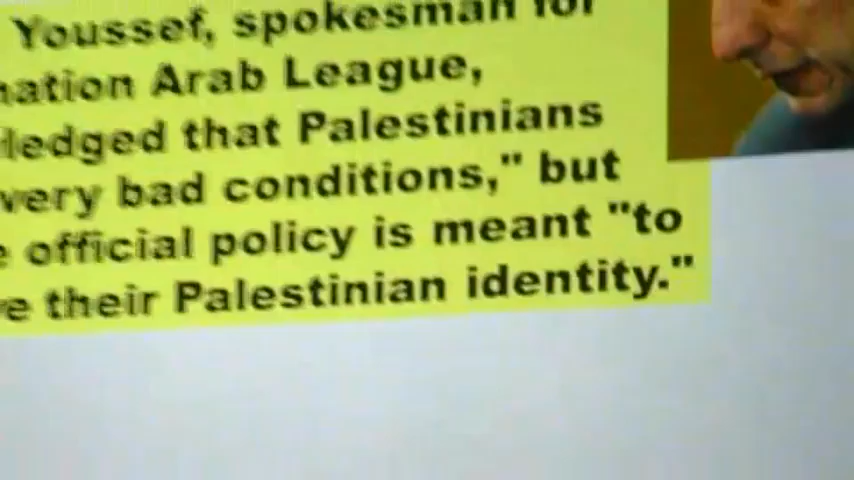 Youssef, spokesman for
nation Arab League,
ledged that Palestinians
very bad conditions," but
e official policy is meant "to
e their Palestinian identity."